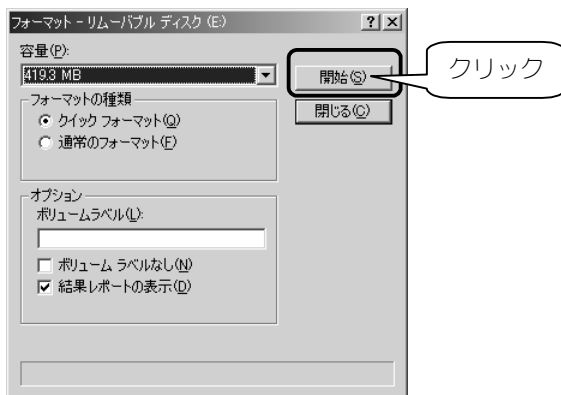 フォーマット - リムーバブル ディスク (E:)
容量(P):
4193 MB
開始(S)
クリック
フォーマットの種類
閉じる(C)
クイック フォーマット(Q)
通常のフォーマット(F)
オプション
ボリュームラベル(L):
ボリューム ラベルなし(N)
結果レポートの表示(D)